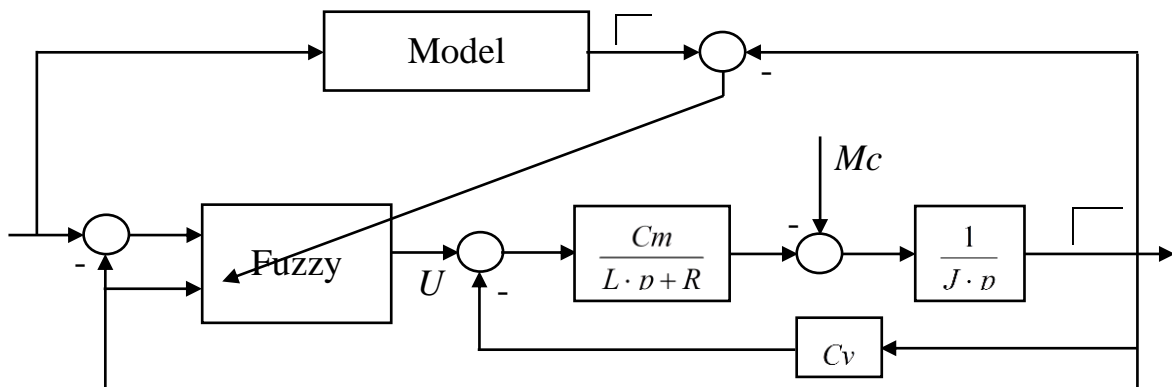 Model
-
Mc
-
-
Fuzzy
U
-
Cm
L · p + R
1
J · p
Cv